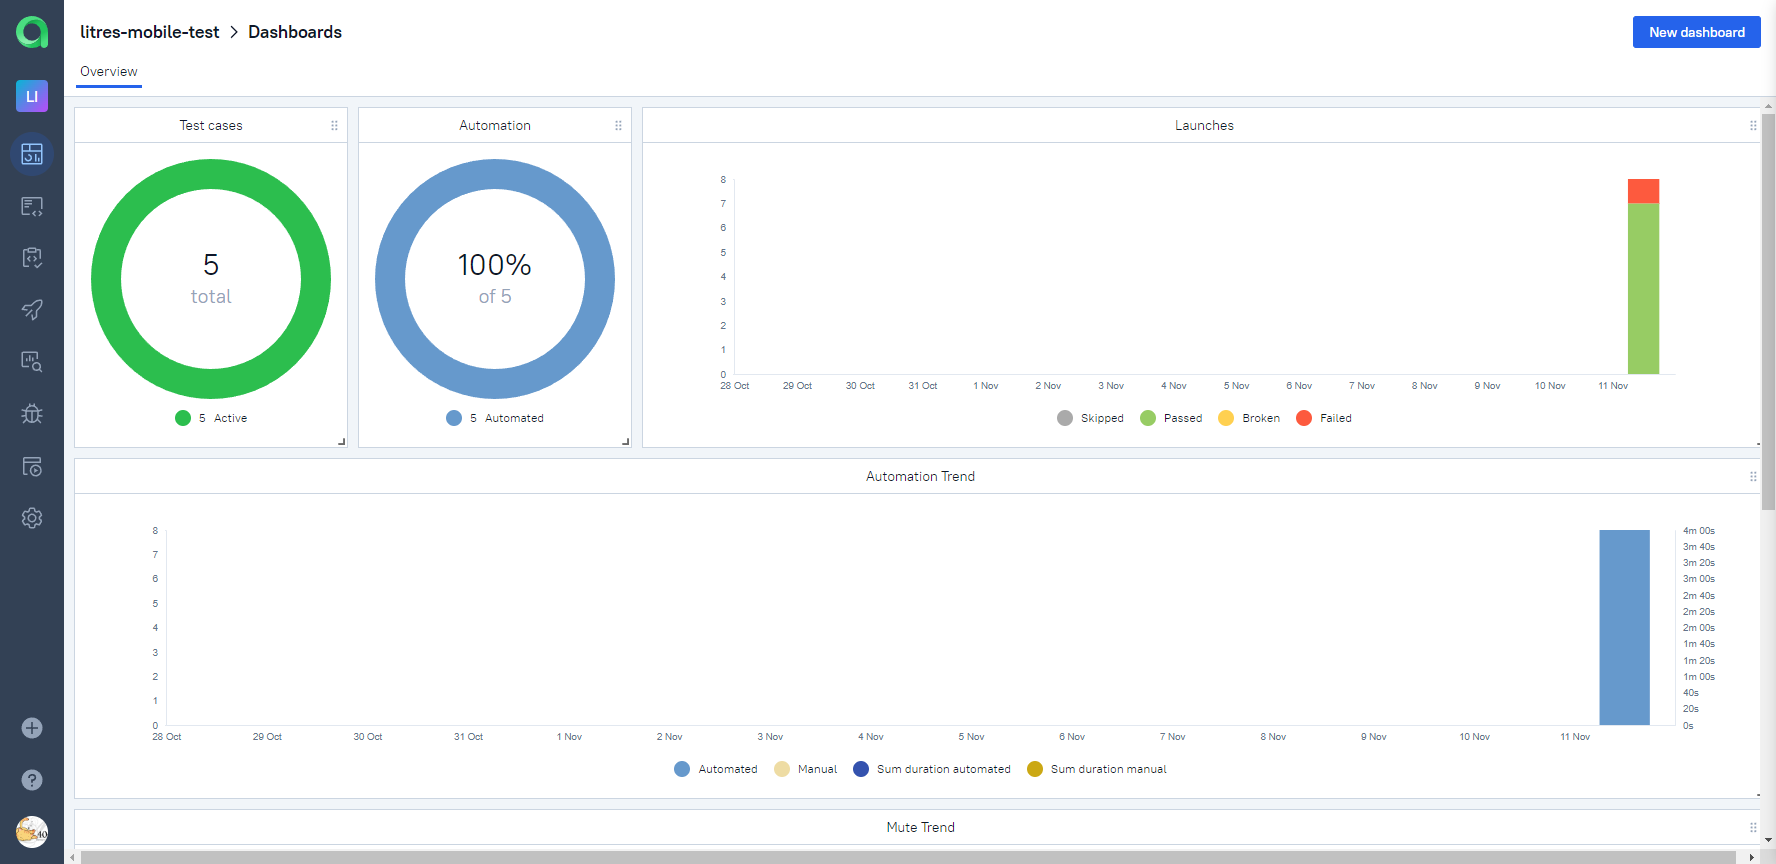 litres-mobile-test > Dashboards
New dashboard
Overview
LI
Test cases
5
total
5 Active
Automation
100%
of 5
5 Automated
Launches
8
7
6
5
4
3
2
1
0
28 Oct 29 Oct 30 Oct 31 Oct 1 Nov 2 Nov 3 Nov 4 Nov 5 Nov 6 Nov 7 Nov 8 Nov 9 Nov 10 Nov 11 Nov
Skipped Passed Broken Failed
Automation Trend
8
7
6
5
4
3
2
1
0
4m 00s
3m 40s
3m 20s
3m 00s
2m 40s
2m 20s
2m 00s
1m 40s
1m 20s
1m 00s
40s
20s
0s
28 Oct 29 Oct 30 Oct 31 Oct 1 Nov 2 Nov 3 Nov 4 Nov 5 Nov 6 Nov 7 Nov 8 Nov 9 Nov 10 Nov 11 Nov
Automated Manual Sum duration automated Sum duration manual
Mute Trend
?
40